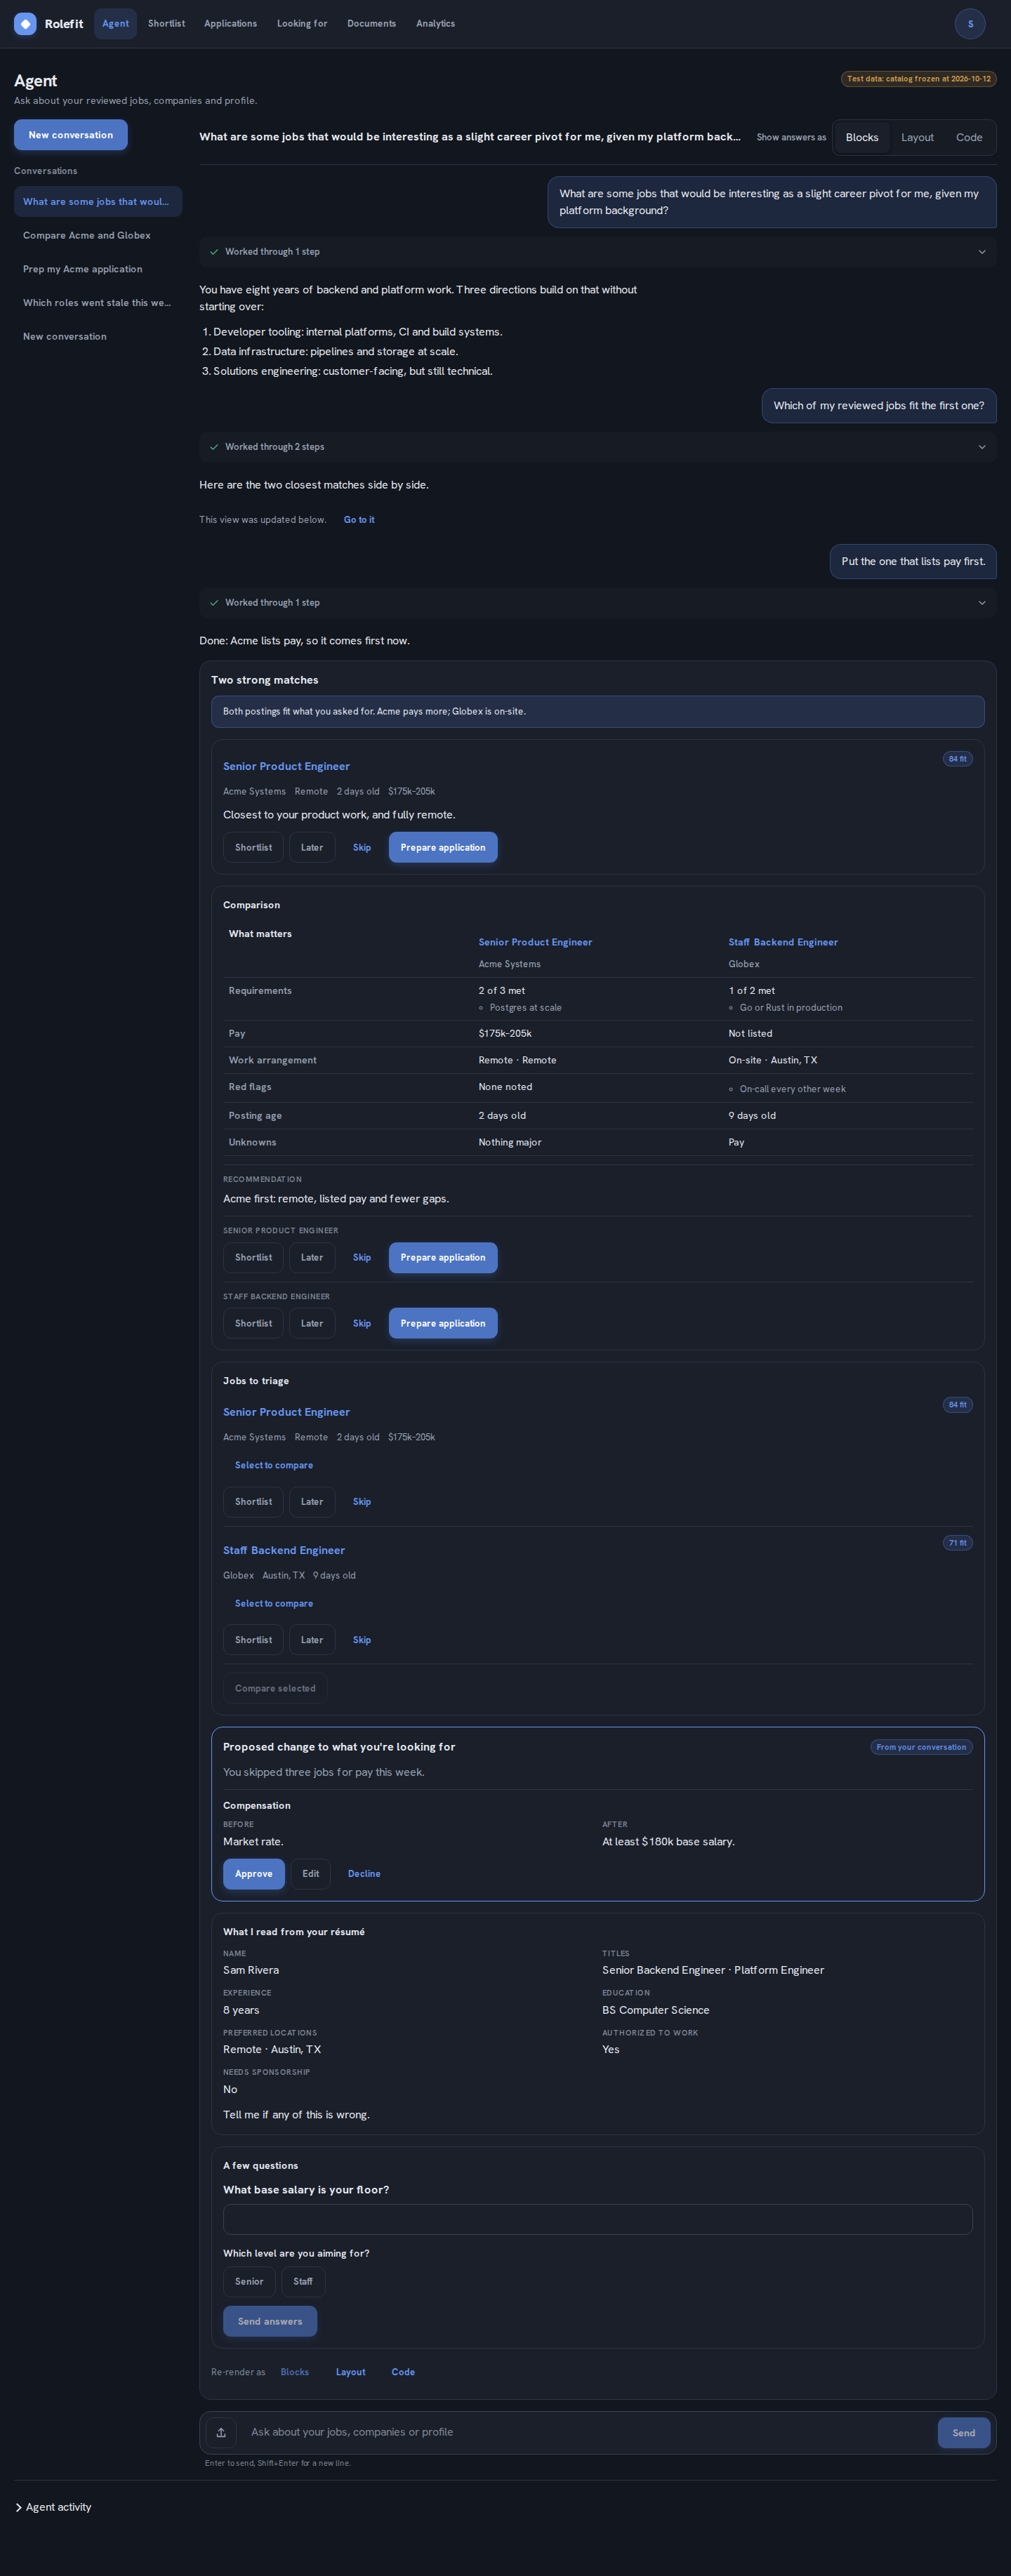 Rolefit
Agent
Shortlist
Applications
Looking for
Documents
Analytics
S
Agent
Test data: catalog frozen at 2026-10-12
Ask about your reviewed jobs, companies and profile.
New conversation
Conversations
What are some jobs that woul...
Compare Acme and Globex
Prep my Acme application
Which roles went stale this we...
New conversation
What are some jobs that would be interesting as a slight career pivot for me, given my platform back...
Show answers as
Blocks
Layout
Code
What are some jobs that would be interesting as a slight career pivot for me, given my
platform background?
Worked through 1 step
You have eight years of backend and platform work. Three directions build on that without
starting over:
1. Developer tooling: internal platforms, CI and build systems.
2. Data infrastructure: pipelines and storage at scale.
3. Solutions engineering: customer-facing, but still technical.
Which of my reviewed jobs fit the first one?
Worked through 2 steps
Here are the two closest matches side by side.
This view was updated below.
Go to it
Put the one that lists pay first.
Worked through 1 step
Done: Acme lists pay, so it comes first now.
Two strong matches
Both postings fit what you asked for. Acme pays more; Globex is on-site.
Senior Product Engineer
84 fit
Acme Systems Remote 2 days old $175k–205k
Closest to your product work, and fully remote.
Shortlist
Later
Skip
Prepare application
Comparison
What matters
Senior Product Engineer
Staff Backend Engineer
Acme Systems
Globex
Requirements
2 of 3 met
1 of 2 met
Postgres at scale
Go or Rust in production
Pay
$175k–205k
Not listed
Work arrangement
Remote · Remote
On-site · Austin, TX
Red flags
None noted
On-call every other week
Posting age
2 days old
9 days old
Unknowns
Nothing major
Pay
RECOMMENDATION
Acme first: remote, listed pay and fewer gaps.
SENIOR PRODUCT ENGINEER
Shortlist
Later
Skip
Prepare application
STAFF BACKEND ENGINEER
Shortlist
Later
Skip
Prepare application
Jobs to triage
Senior Product Engineer
84 fit
Acme Systems Remote 2 days old $175k–205k
Select to compare
Shortlist
Later
Skip
Staff Backend Engineer
71 fit
Globex Austin, TX 9 days old
Select to compare
Shortlist
Later
Skip
Compare selected
Proposed change to what you're looking for
From your conversation
You skipped three jobs for pay this week.
Compensation
BEFORE
AFTER
Market rate.
At least $180k base salary.
Approve
Edit
Decline
What I read from your résumé
NAME
TITLES
Sam Rivera
Senior Backend Engineer · Platform Engineer
EXPERIENCE
EDUCATION
8 years
BS Computer Science
PREFERRED LOCATIONS
AUTHORIZED TO WORK
Remote · Austin, TX
Yes
NEEDS SPONSORSHIP
No
Tell me if any of this is wrong.
A few questions
What base salary is your floor?
Which level are you aiming for?
Senior
Staff
Send answers
Re-render as
Blocks
Layout
Code
Ask about your jobs, companies or profile
Send
Enter to send, Shift+Enter for a new line.
Agent activity